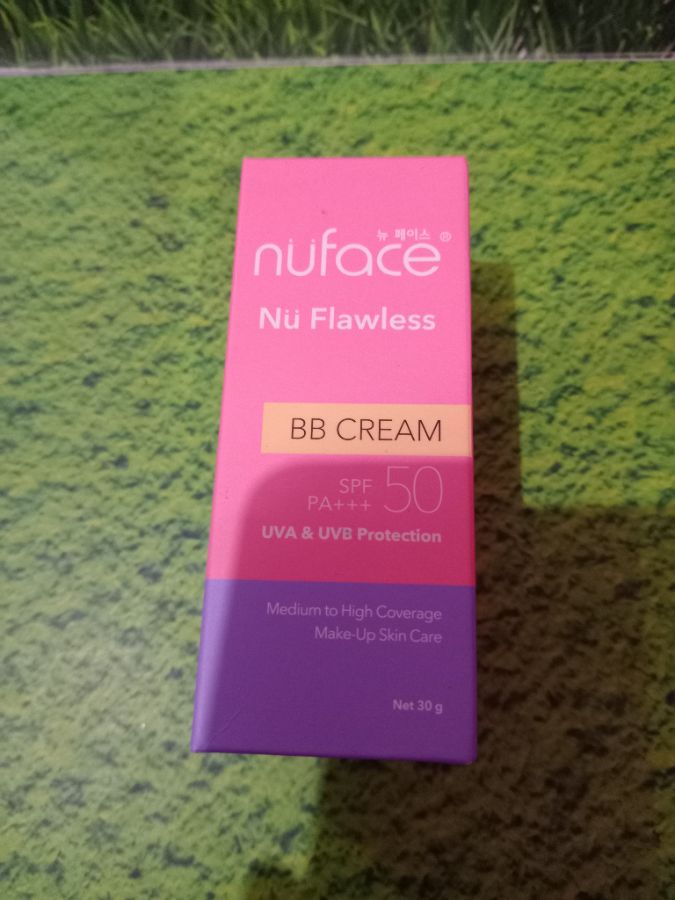 뉴 페이스
nüface®
Nü Flawless
BB CREAM
SPF 50
PA+++
UVA & UVB Protection
Medium to High Coverage
Make-Up Skin Care
Net 30 g